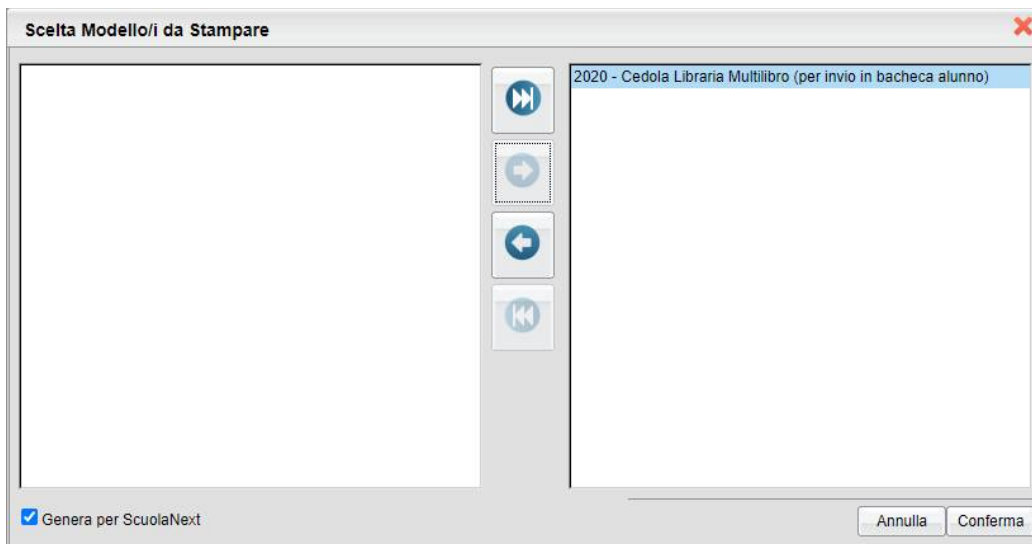 Scelta Modello/i da Stampare
2020 - Cedola Libraria Multilibro (per invio in bacheca alunno)
Genera per ScuolaNext
Annulla
Conferma